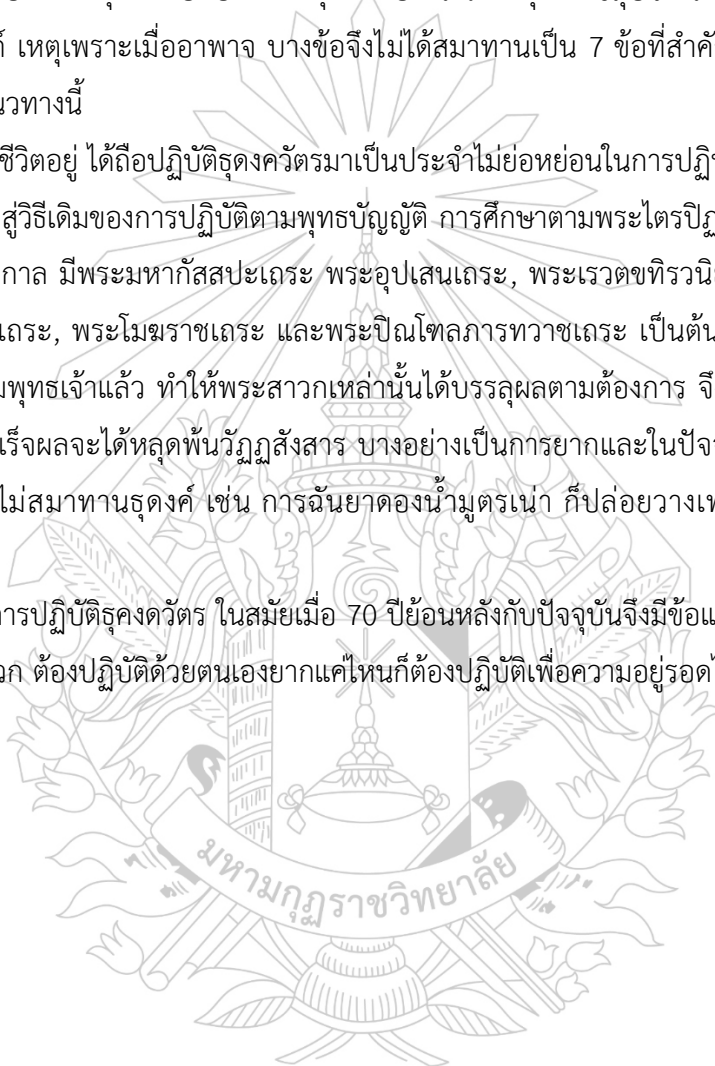 ค์ เหตุเพราะเมื่ออาพาจ บางข้อจึงไม่ได้สมาทานเป็น 7 ข้อที่สำคั
นวทางนี้
ชีวิตอยู่ ได้ถือปฏิบัติธุดงควัตรมาเป็นประจำไม่ย่อหย่อนในการปฏิบ
สู่วิธีเดิมของการปฏิบัติตามพุทธบัญญัติ การศึกษาตามพระไตรปิฎ
กาล มีพระมหากัสสปะเถระ พระอุปเสนเถระ, พระเรวตขทิรวนิย
เถระ, พระโมฆราชเถระ และพระปิณโฑลภารทวาชเถระ เป็นต้น
มพุทธเจ้าแล้ว ทำให้พระสาวกเหล่านั้นได้บรรลุผลตามต้องการ จึ
เร็จผลจะได้หลุดพ้นวัฏฏสังสาร บางอย่างเป็นการยากและในปัจจ
ไม่สมาทานธุดงค์ เช่น การฉันยาดองน้ำมูตรเน่า ก็ปล่อยวางเพ
การปฏิบัติธุคงดวัตร ในสมัยเมื่อ 70 ปีย้อนหลังกับปัจจุบันจึงมีข้อแ
วก ต้องปฏิบัติด้วยตนเองยากแค่ไหนก็ต้องปฏิบัติเพื่อความอยู่รอดไ
มหามกุฏราชวิทยาลัย